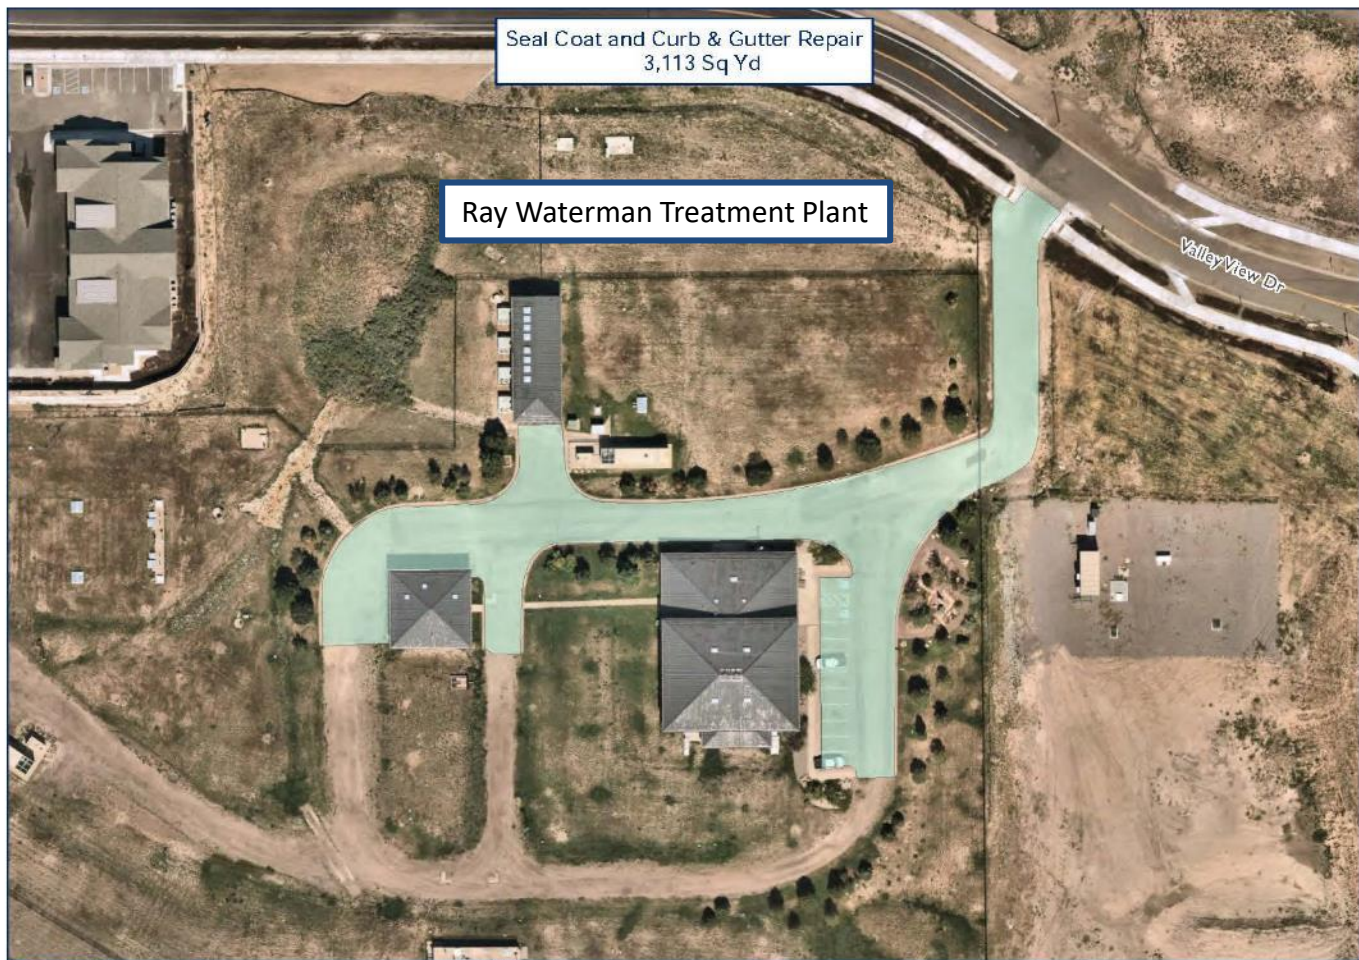 Seal Coat and Curb & Gutter Repair
3,113 Sq Yd
Ray Waterman Treatment Plant
Valley View Dr